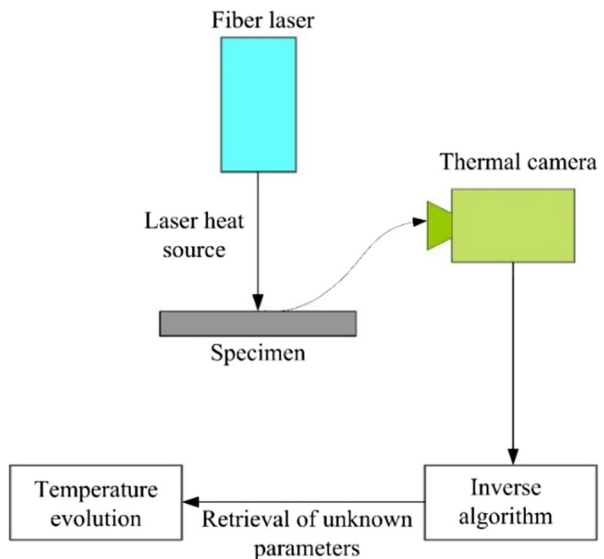 Fiber laser
Thermal camera
Laser heat
source
Specimen
Temperature
evolution
Retrieval of unknown
parameters
Inverse
algorithm